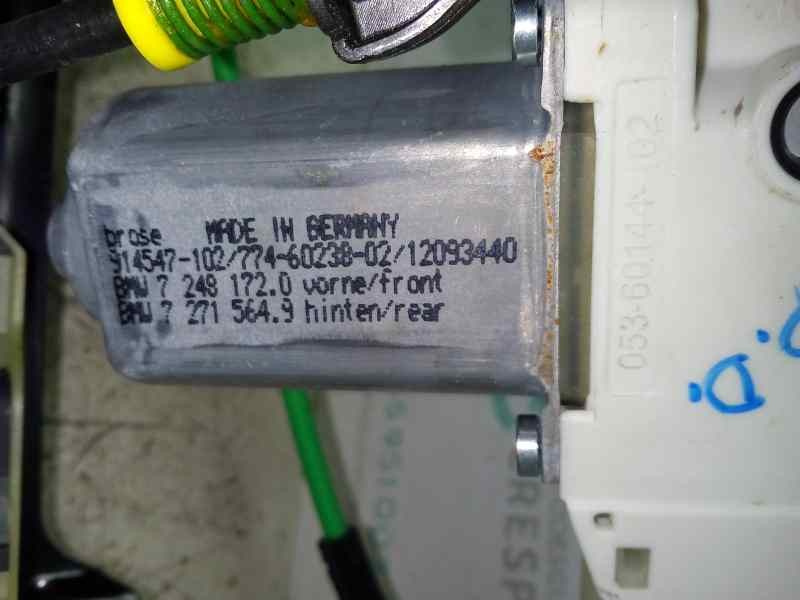 brose MADE IN GERMANY
914547-102/774-60238-02/12093440
BMW 7 248 172.0 vorne/front
BMW 7 271 564.9 hinten/rear
053-60144-102
RESP